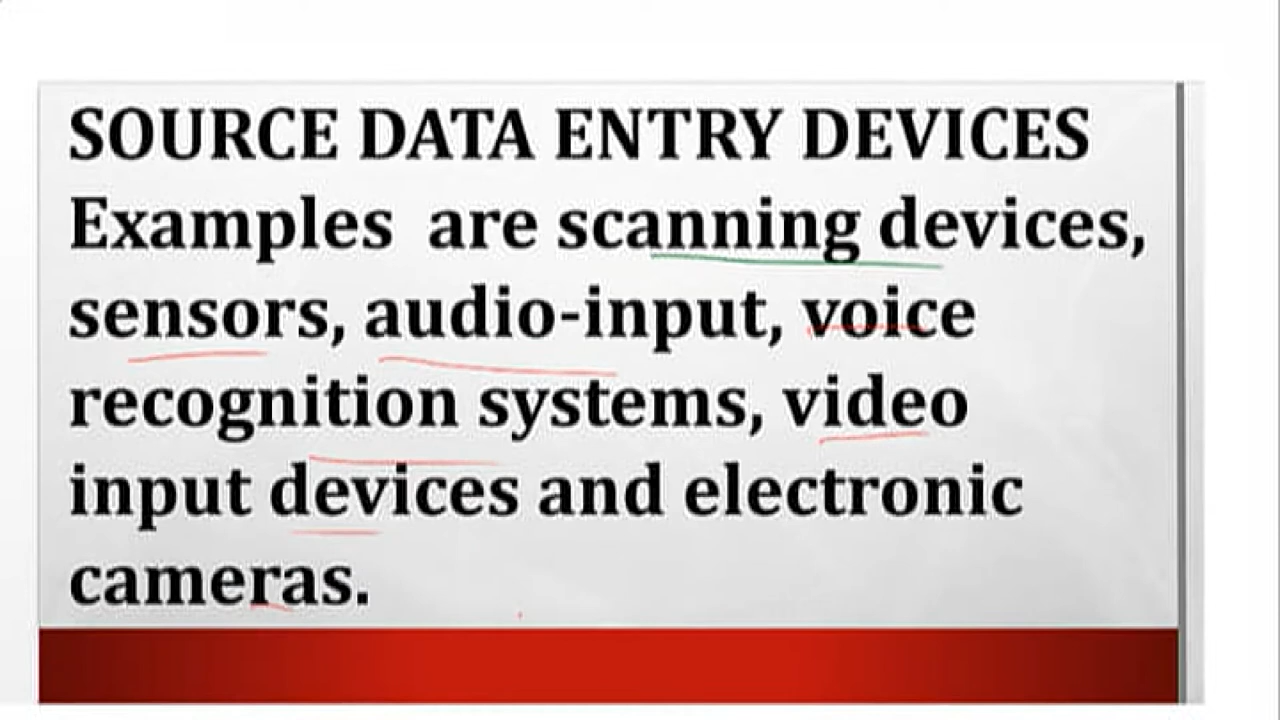 SOURCE DATA ENTRY DEVICES
Examples are scanning devices,
sensors, audio-input, voice
recognition systems, video
input devices and electronic
cameras.